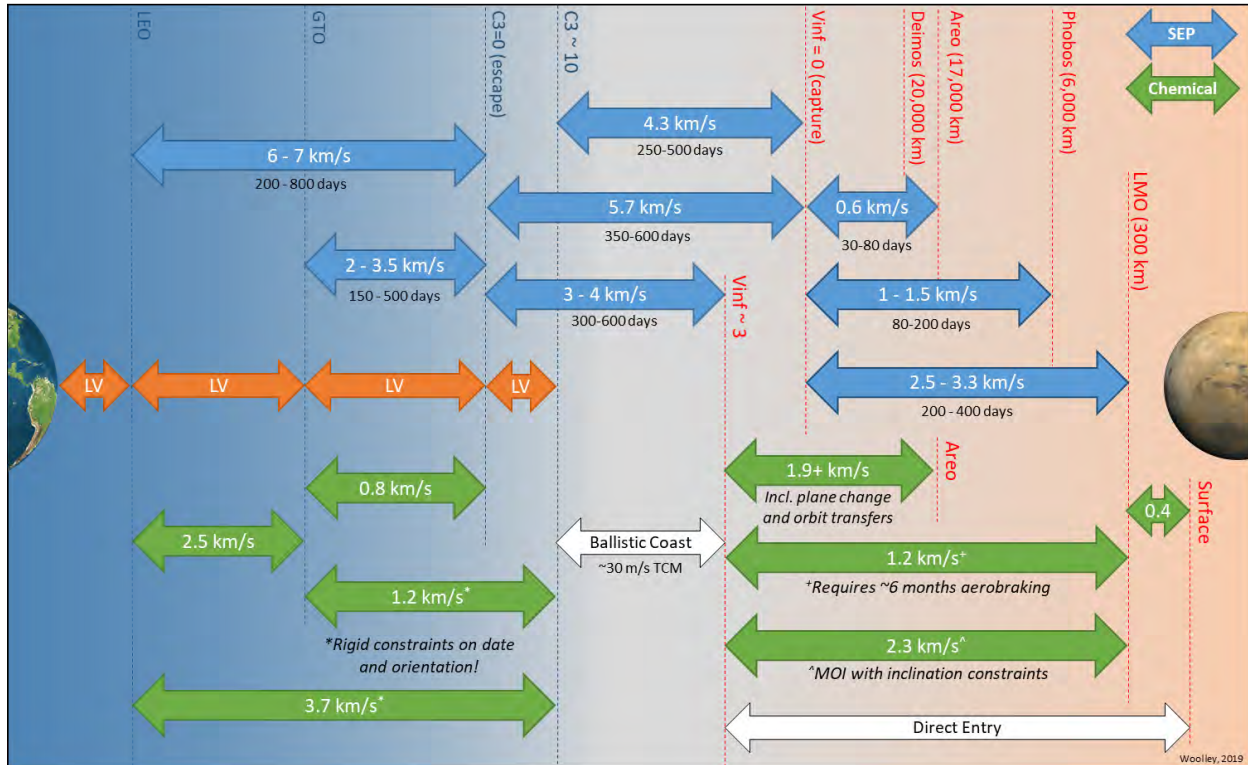 LEO
GTO
C3=0 (escape)
C3 ~ 10
Vinf = 0 (capture)
Deimos (20,000 km)
Areo (17,000 km)
Phobos (6,000 km)
SEP
Chemical
4.3 km/s
250-500 days
6 - 7 km/s
200 - 800 days
5.7 km/s
350-600 days
0.6 km/s
30-80 days
LMO (300 km)
2 - 3.5 km/s
150 - 500 days
3 - 4 km/s
300-600 days
Vinf ~ 3
1 - 1.5 km/s
80-200 days
LV
LV
LV
LV
2.5 - 3.3 km/s
200 - 400 days
0.8 km/s
1.9+ km/s
Incl. plane change
and orbit transfers
Areo
0.4
Surface
2.5 km/s
Ballistic Coast
~30 m/s TCM
1.2 km/s+
+Requires ~6 months aerobraking
1.2 km/s*
*Rigid constraints on date
and orientation!
2.3 km/s^
^MOI with inclination constraints
3.7 km/s*
Direct Entry
Woolley, 2019